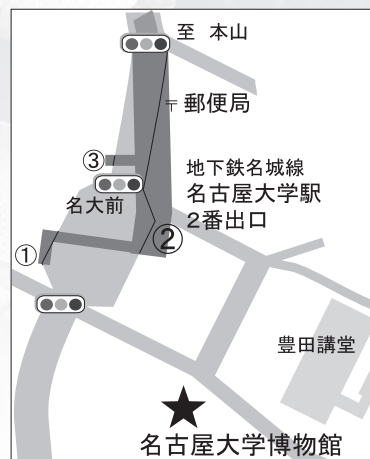 至 本山
〒郵便局
③
地下鉄名城線
名古屋大学駅
2番出口
名大前
②
①
豊田講堂
★
名古屋大学博物館